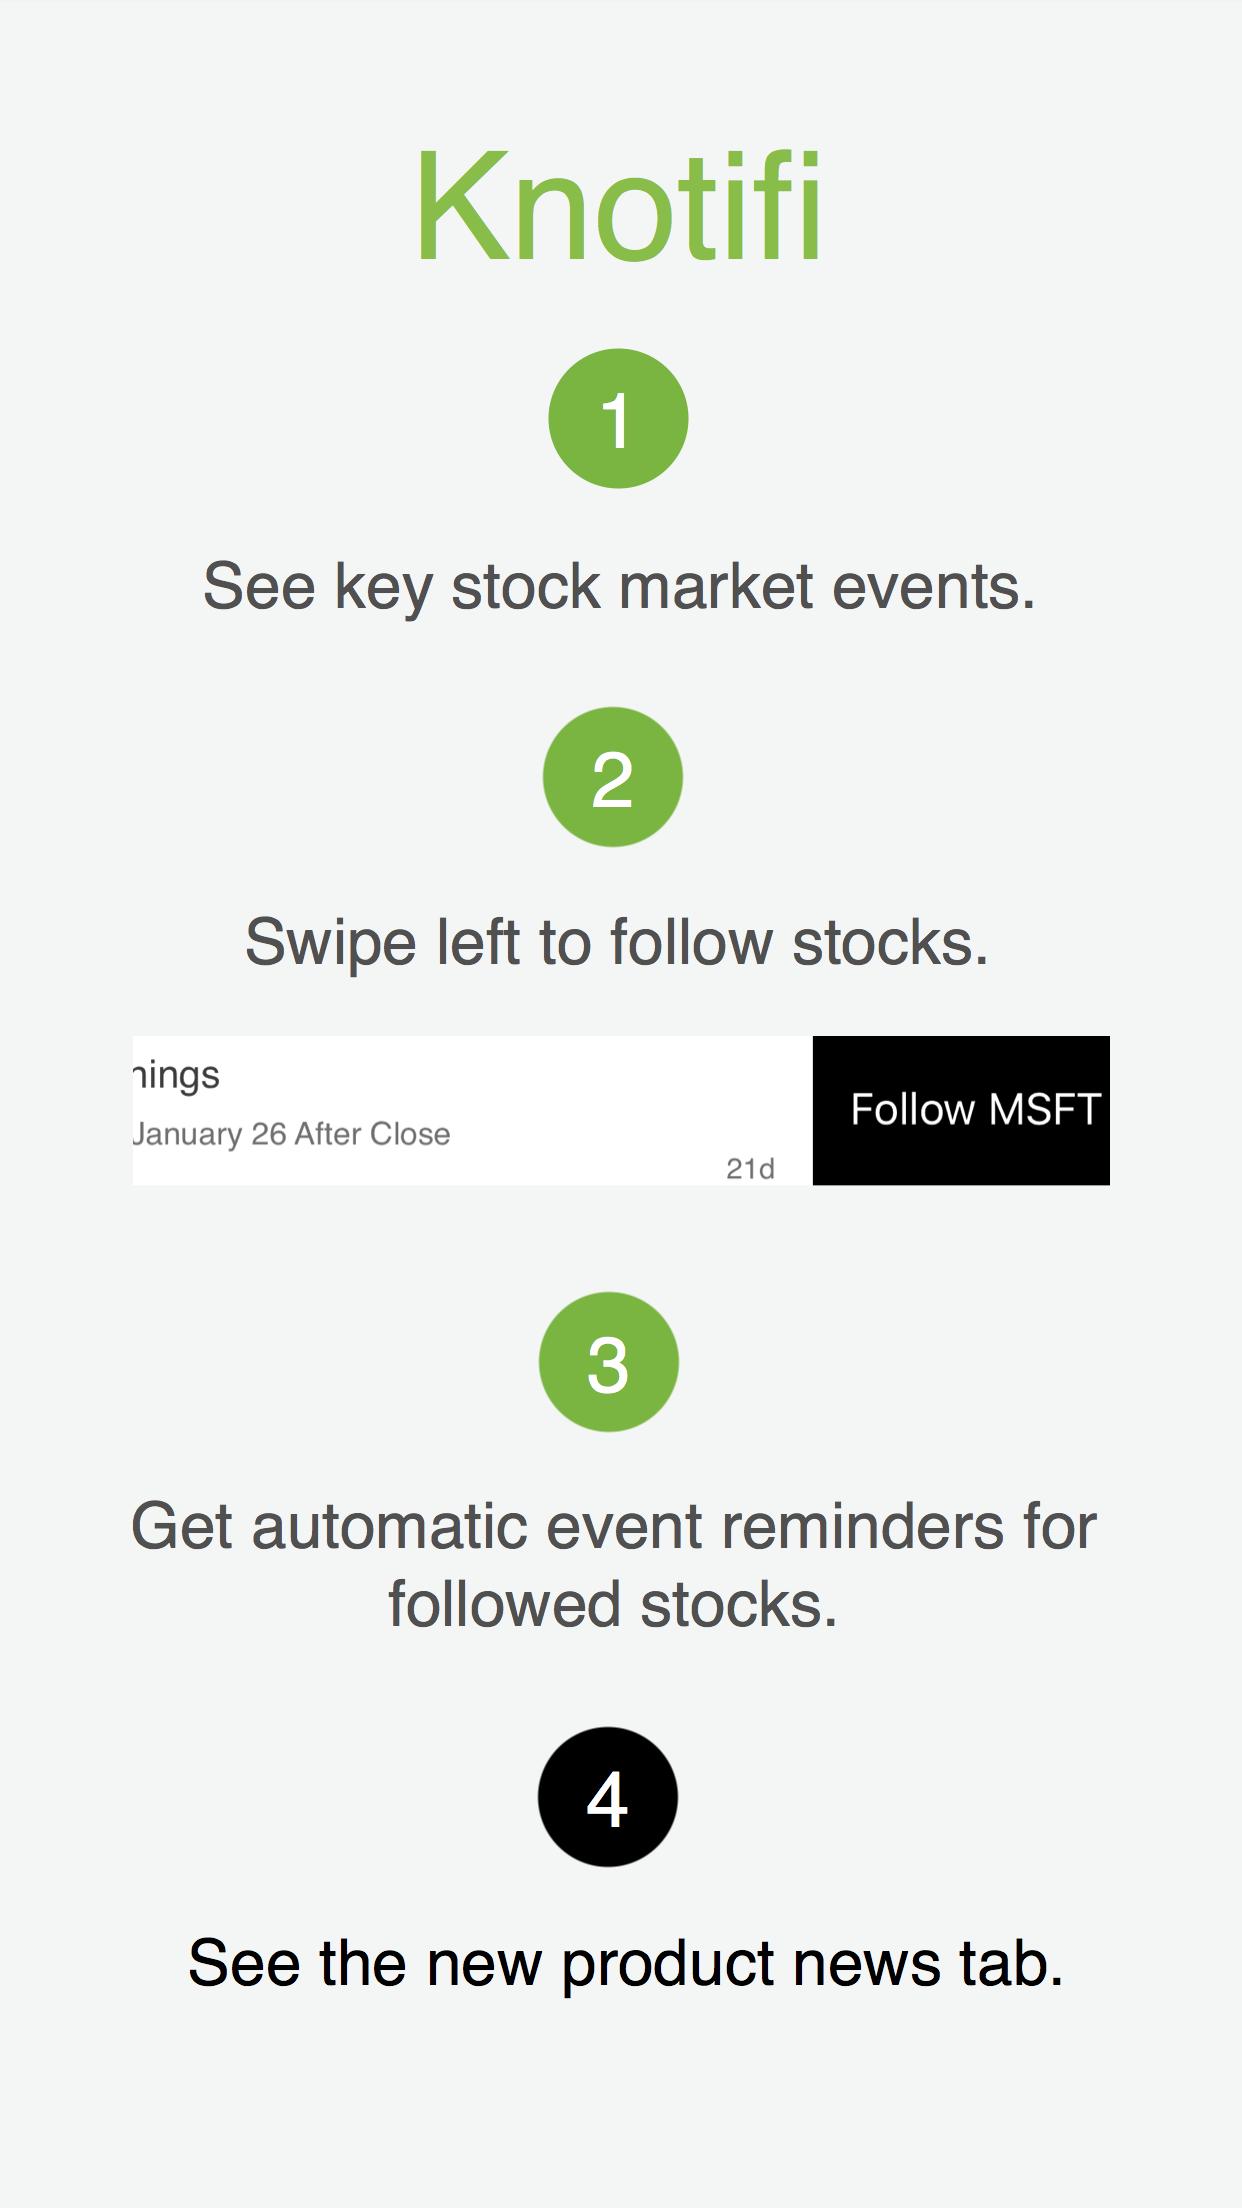 Knotifi
1
See key stock market events.
2
Swipe left to follow stocks.
nings
January 26 After Close
21d
Follow MSFT
3
Get automatic event reminders for
followed stocks.
4
See the new product news tab.